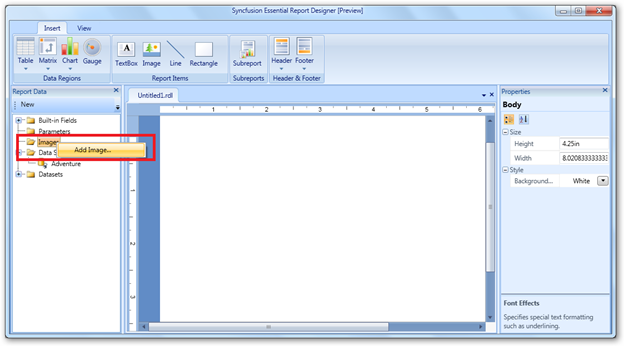 Syncfusion Essential Report Designer [Preview]
Insert View
Table Matrix Chart Gauge
TextBox Image Line Rectangle
Subreport
Header Footer
Data Regions Report Items Subreports Header & Footer
Report Data
New
Built-in Fields
Parameters
Image
Add Image...
Data S
Adventure
Datasets
Untitled1.rdl
1 2 3 4 5 6 7
1
2
3
Properties
Body
Size
Height 4.25in
Width 8.02083333333
Style
Background... White
Font Effects
Specifies special text formatting
such as underlining.